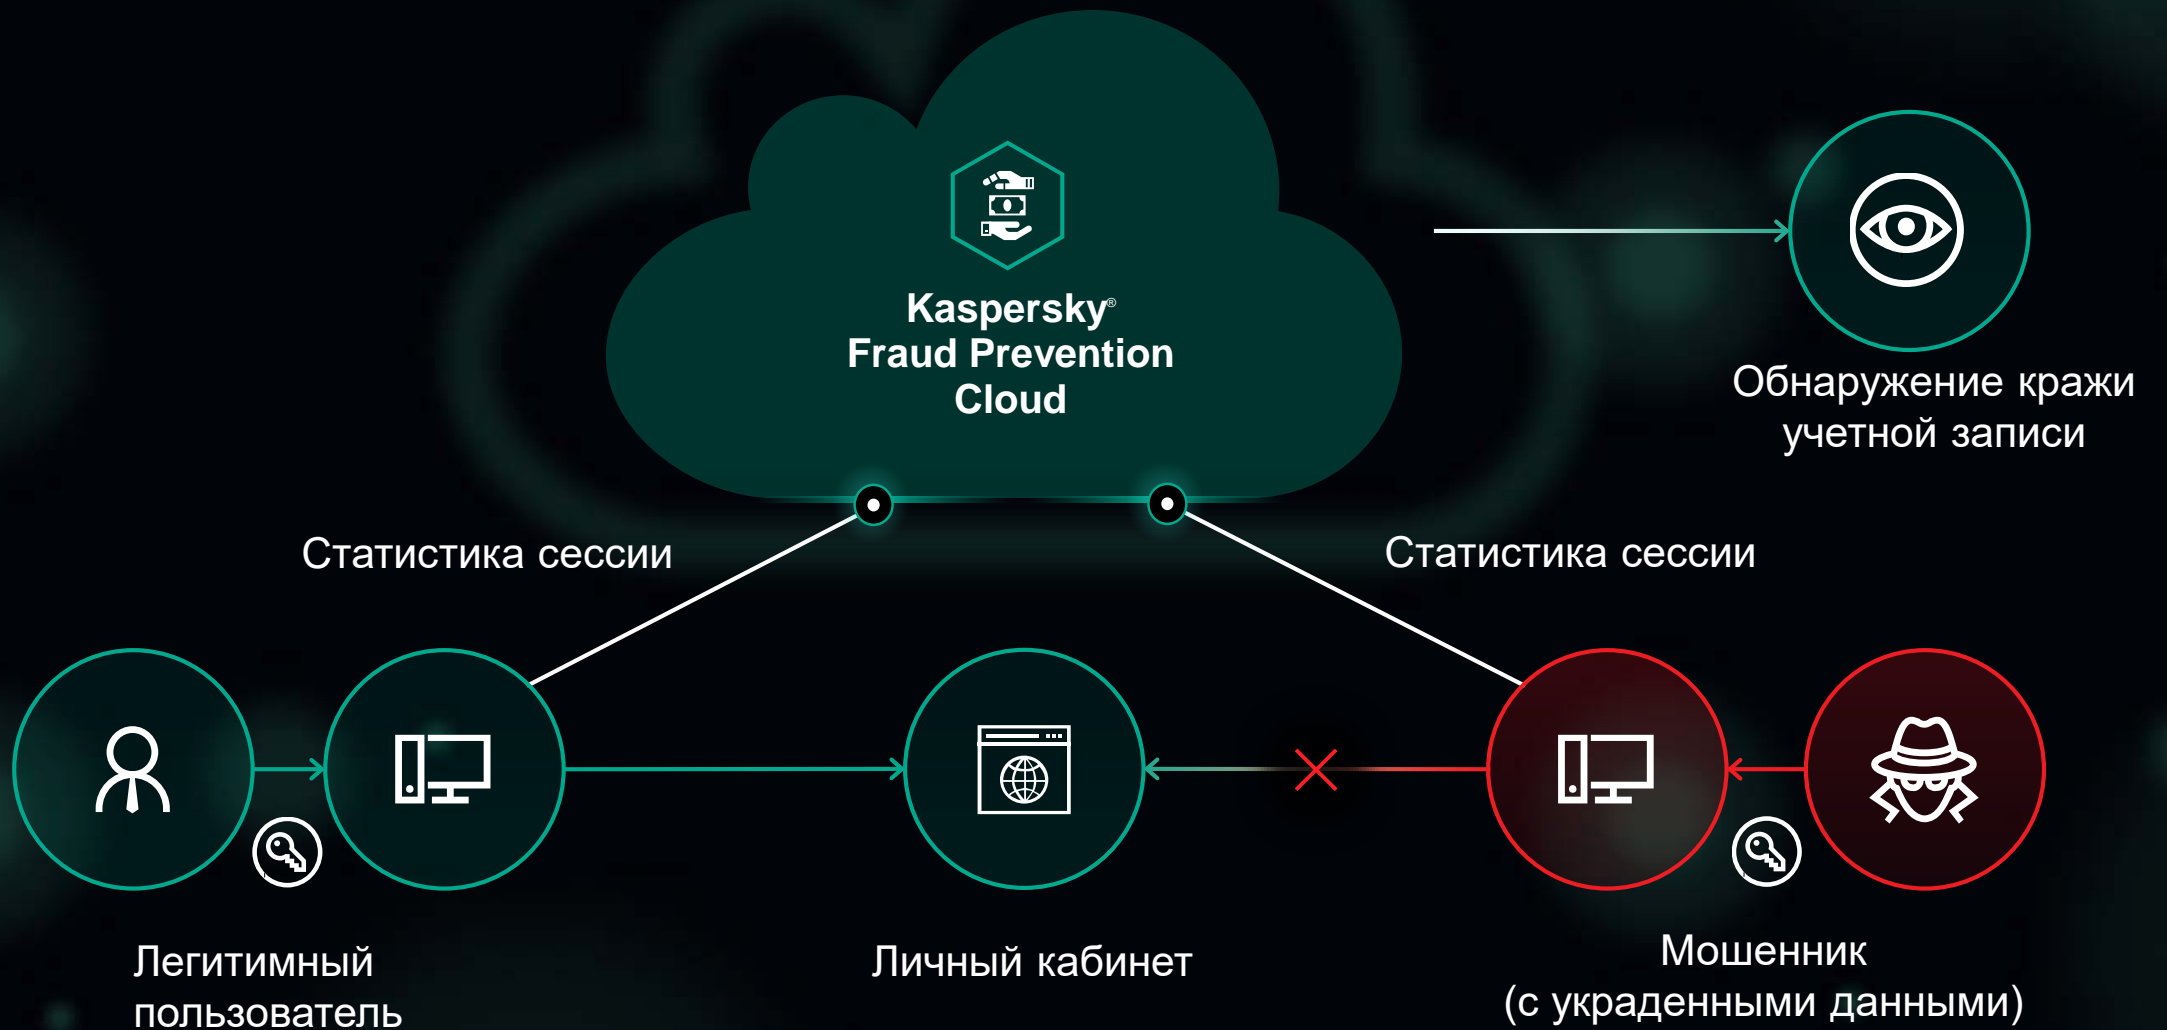 Kaspersky®
Fraud Prevention
Cloud
Обнаружение кражи
учетной записи
Статистика сессии
Статистика сессии
Легитимный
пользователь
Личный кабинет
Мошенник
(с украденными данными)